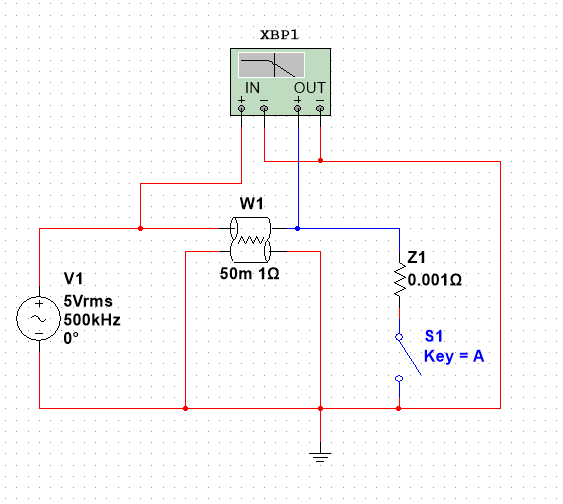 XBP1
IN OUT
+ − + −
W1
50m 1Ω
V1
5Vrms
500kHz
0°
+
−
Z1
0.001Ω
S1
Key = A